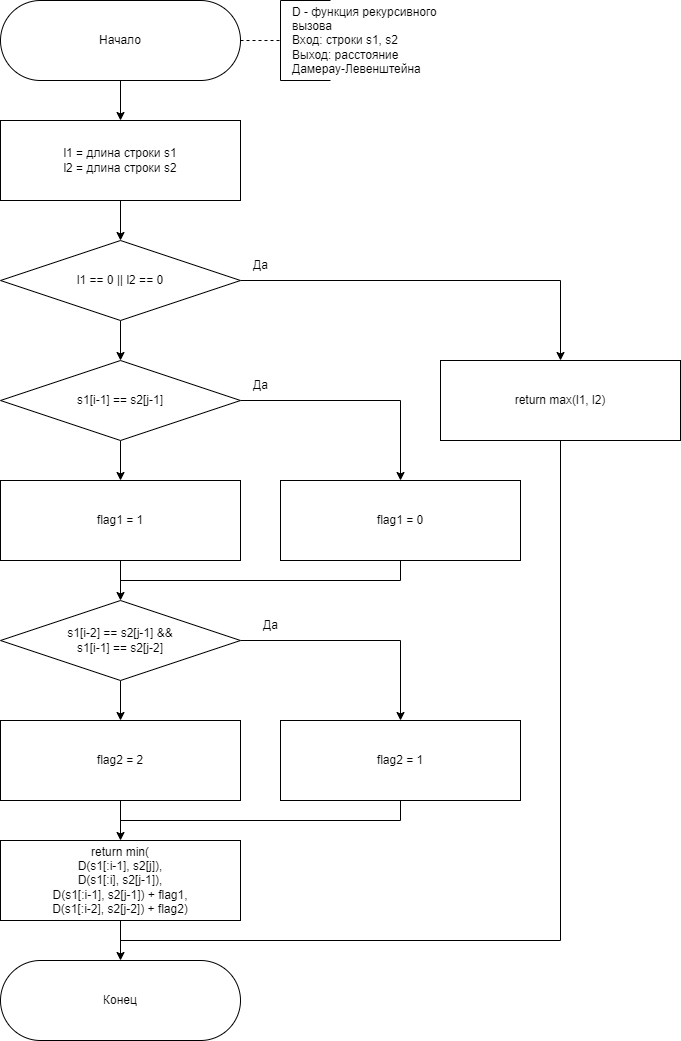 Начало
D - функция рекурсивного
вызова
Вход: строки s1, s2
Выход: расстояние
Дамерау-Левенштейна
l1 = длина строки s1
l2 = длина строки s2
l1 == 0 || l2 == 0
Да
s1[i-1] == s2[j-1]
Да
return max(l1, l2)
flag1 = 1
flag1 = 0
s1[i-2] == s2[j-1] &&
s1[i-1] == s2[j-2]
Да
flag2 = 2
flag2 = 1
return min(
D(s1[:i-1], s2[j]),
D(s1[:i], s2[j-1]),
D(s1[:i-1], s2[j-1]) + flag1,
D(s1[:i-2], s2[j-2]) + flag2)
Конец